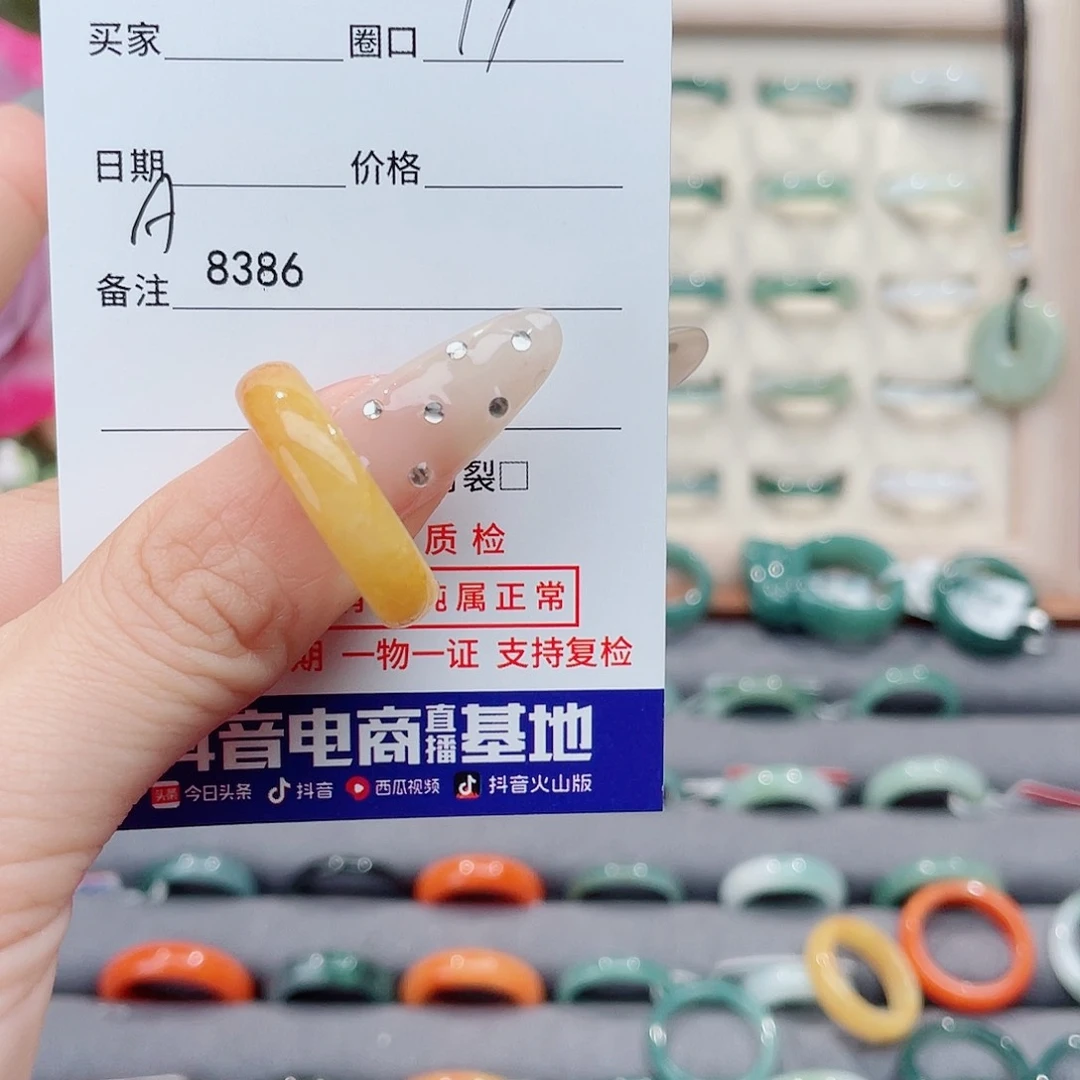 买家 圈口 17
日期 价格
A
备注 8386
裂□
质检
属正常
期 一物一证 支持复检
抖音电商直播基地
今日头条 抖音 西瓜视频 抖音火山版